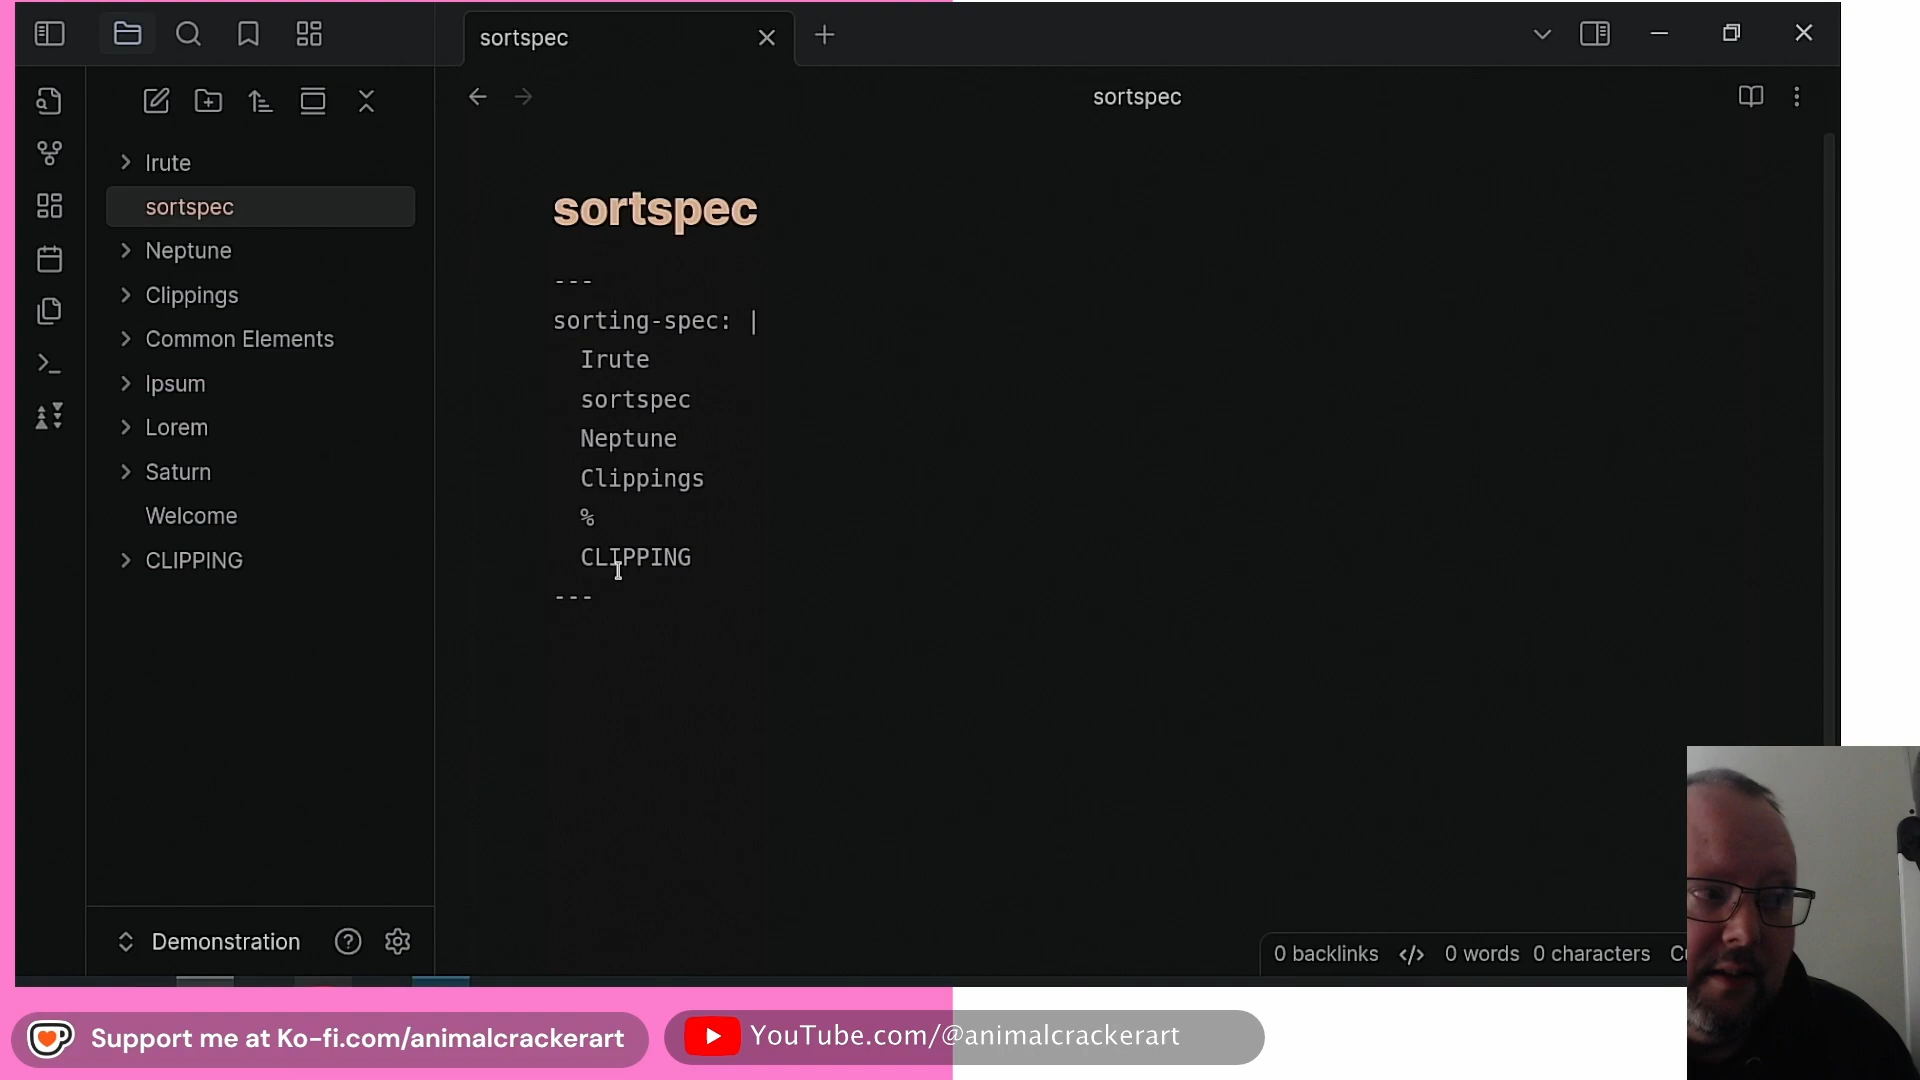 sortspec
sortspec
Irute
sortspec
Neptune
Clippings
Common Elements
Ipsum
Lorem
Saturn
Welcome
CLIPPING
sortspec
---
sorting-spec: |
Irute
sortspec
Neptune
Clippings
%
CLIPPING
---
Demonstration
0 backlinks </> 0 words 0 characters
Support me at Ko-fi.com/animalcrackerart
YouTube.com/@animalcrackerart